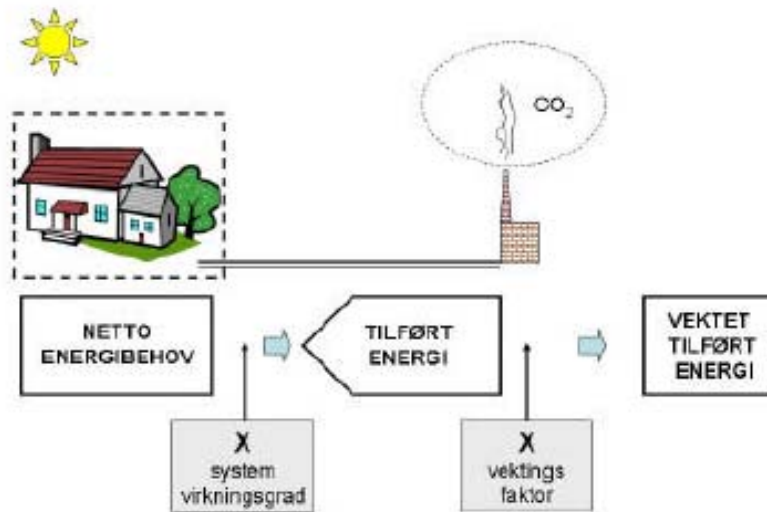 CO2
NETTO
ENERGIBEHOV
TILFØRT
ENERGI
VEKTET
TILFØRT
ENERGI
X
system
virkningsgrad
X
vektings
faktor